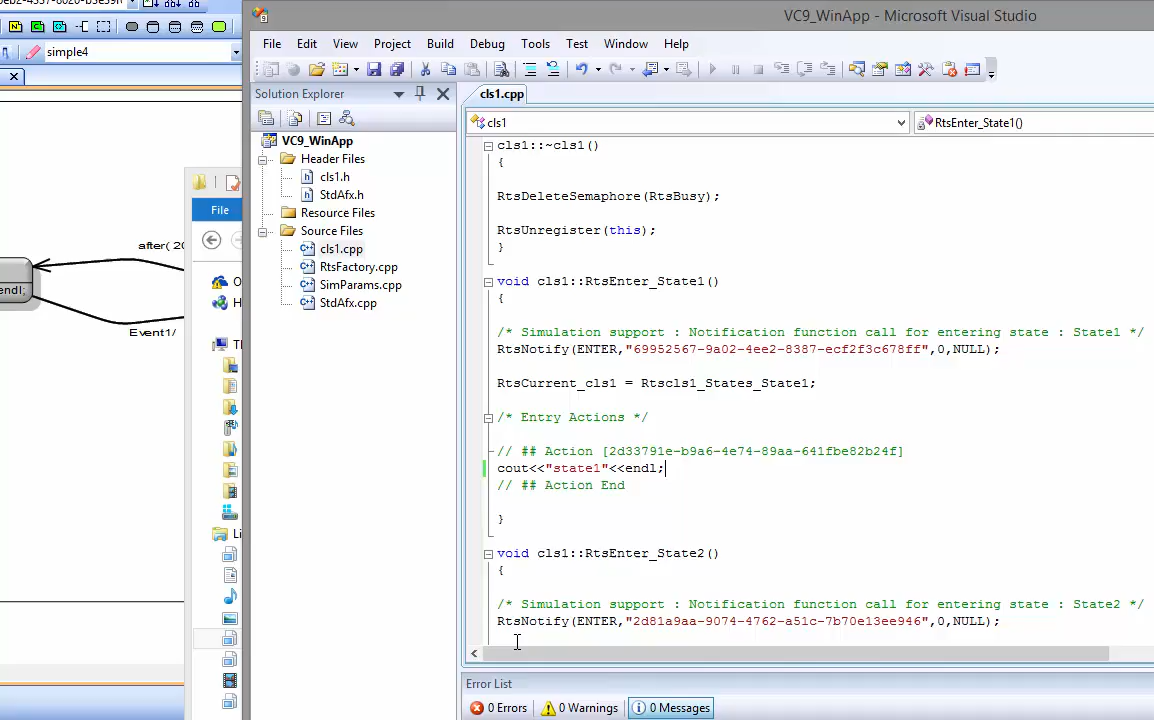 VC9_WinApp - Microsoft Visual Studio
File Edit View Project Build Debug Tools Test Window Help
simple4
Solution Explorer
cls1.cpp
cls1
RtsEnter_State1()
VC9_WinApp
Header Files
cls1.h
StdAfx.h
Resource Files
Source Files
cls1.cpp
RtsFactory.cpp
SimParams.cpp
StdAfx.cpp
File
after( 20
endl;
Event1/
cls1::~cls1()
{
RtsDeleteSemaphore(RtsBusy);
RtsUnregister(this);
}
void cls1::RtsEnter_State1()
{
/* Simulation support : Notification function call for entering state : State1 */
RtsNotify(ENTER,"69952567-9a02-4ee2-8387-ecf2f3c678ff",0,NULL);
RtsCurrent_cls1 = Rtscls1_States_State1;
/* Entry Actions */
// ## Action [2d33791e-b9a6-4e74-89aa-641fbe82b24f]
cout<<"state1"<<endl;
// ## Action End
}
void cls1::RtsEnter_State2()
{
/* Simulation support : Notification function call for entering state : State2 */
RtsNotify(ENTER,"2d81a9aa-9074-4762-a51c-7b70e13ee946",0,NULL);
Error List
0 Errors 0 Warnings 0 Messages